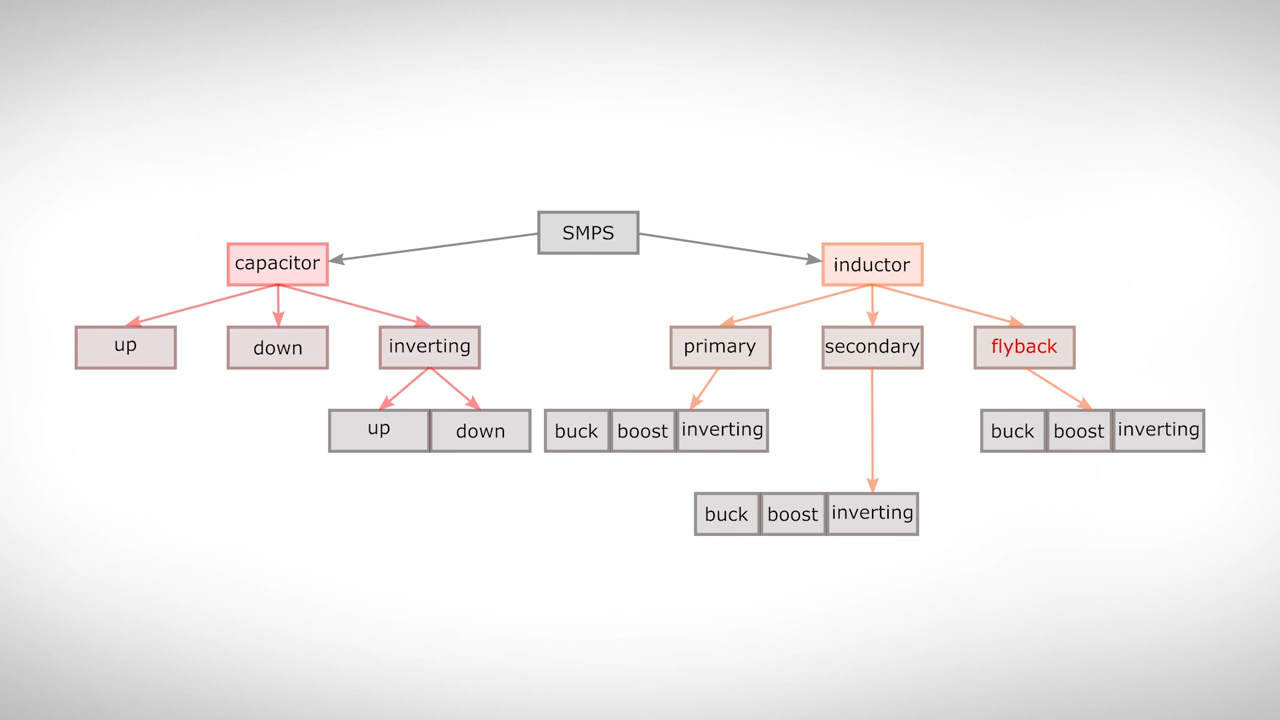 SMPS
capacitor
inductor
up
down
inverting
primary
secondary
flyback
up
down
buck
boost
inverting
buck
boost
inverting
buck
boost
inverting